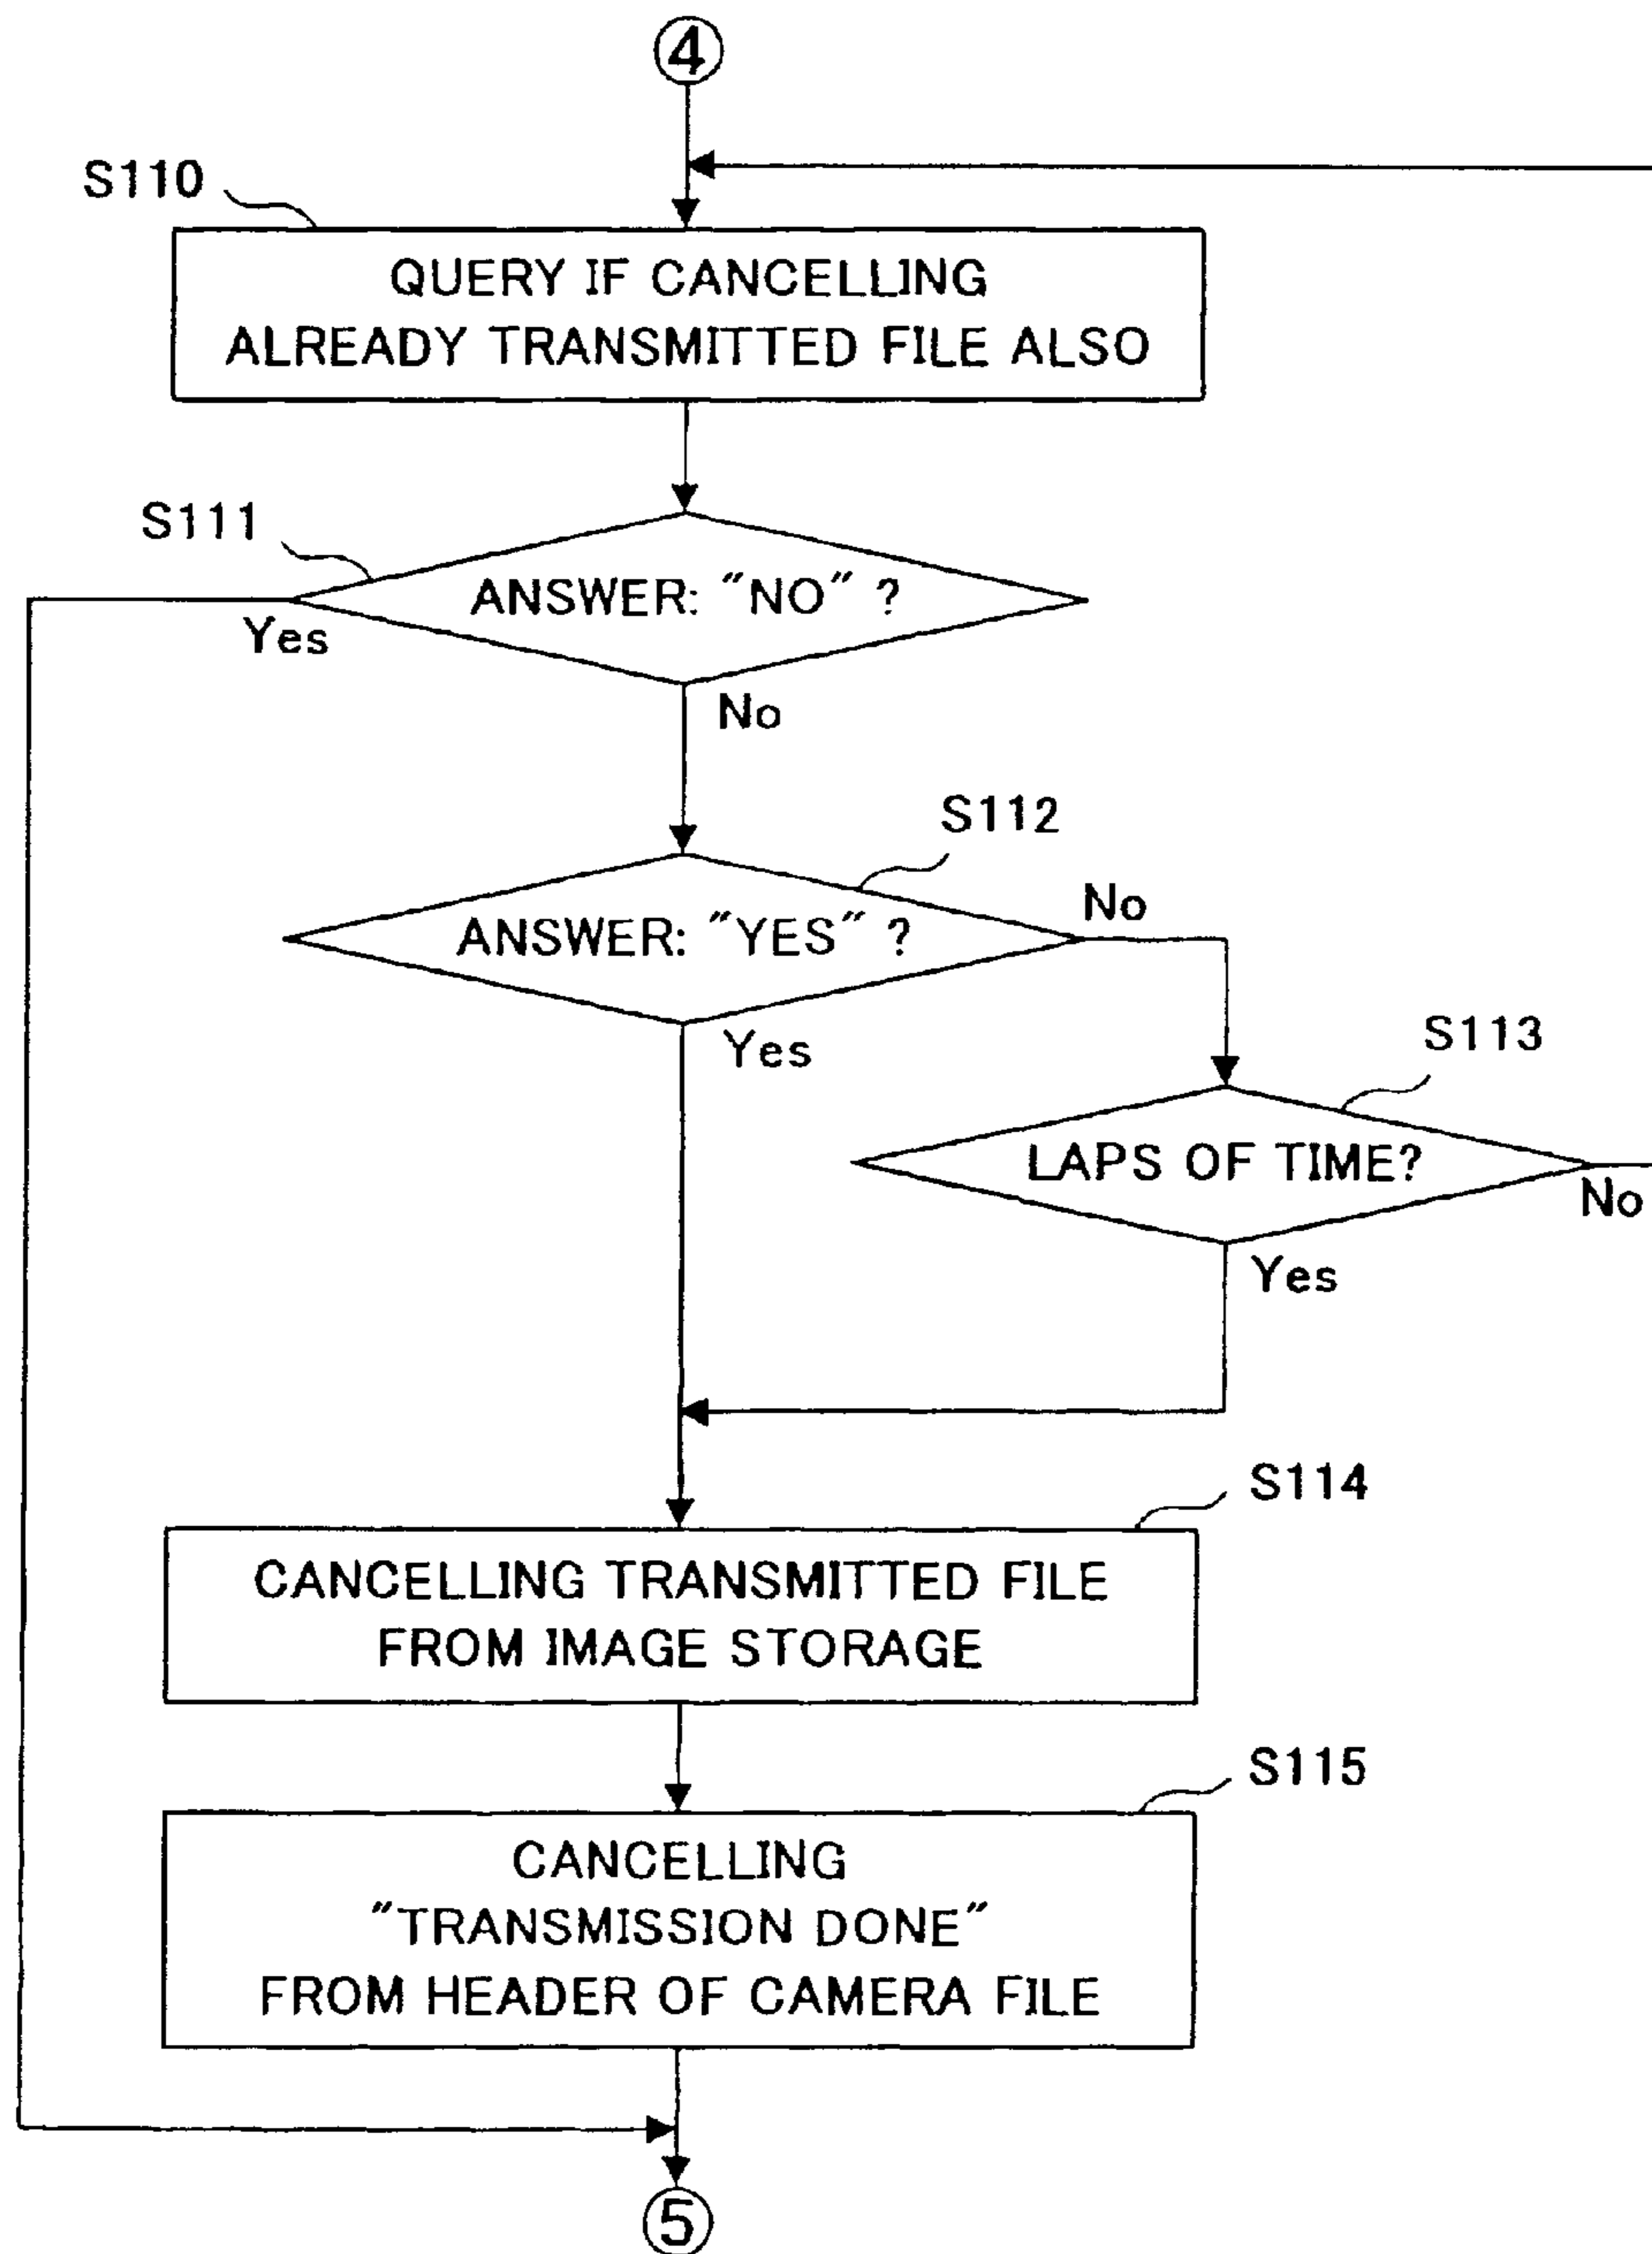 ④
S110
QUERY IF CANCELLING
ALREADY TRANSMITTED FILE ALSO
S111
ANSWER: "NO" ?
Yes
No
S112
ANSWER: "YES" ?
No
Yes
S113
LAPS OF TIME?
No
Yes
S114
CANCELLING TRANSMITTED FILE
FROM IMAGE STORAGE
S115
CANCELLING
"TRANSMISSION DONE"
FROM HEADER OF CAMERA FILE
⑤